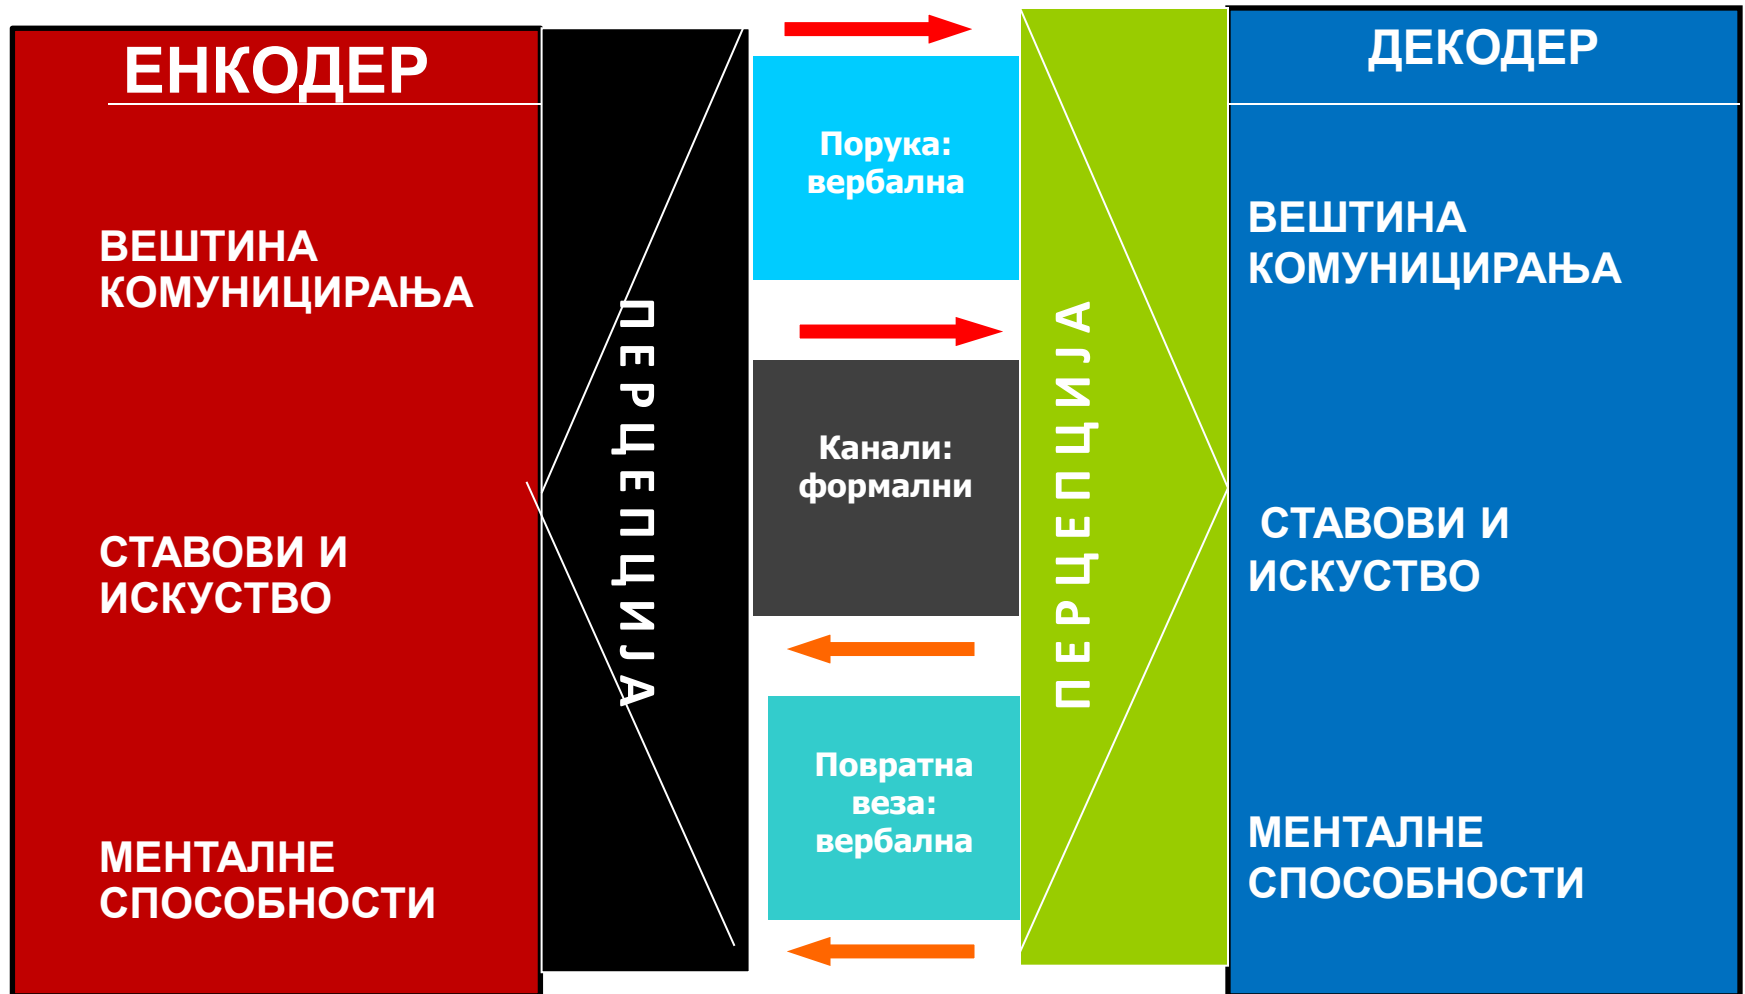 ЕНКОДЕР
ВЕШТИНА
КОМУНИЦИРАЊА
СТАВОВИ И
ИСКУСТВО
МЕНТАЛНЕ
СПОСОБНОСТИ
ПЕРЦЕПЦИЈА
Порука:
вербална
Канали:
формални
Повратна
веза:
вербална
ПЕРЦЕПЦИЈА
ДЕКОДЕР
ВЕШТИНА
КОМУНИЦИРАЊА
СТАВОВИ И
ИСКУСТВО
МЕНТАЛНЕ
СПОСОБНОСТИ